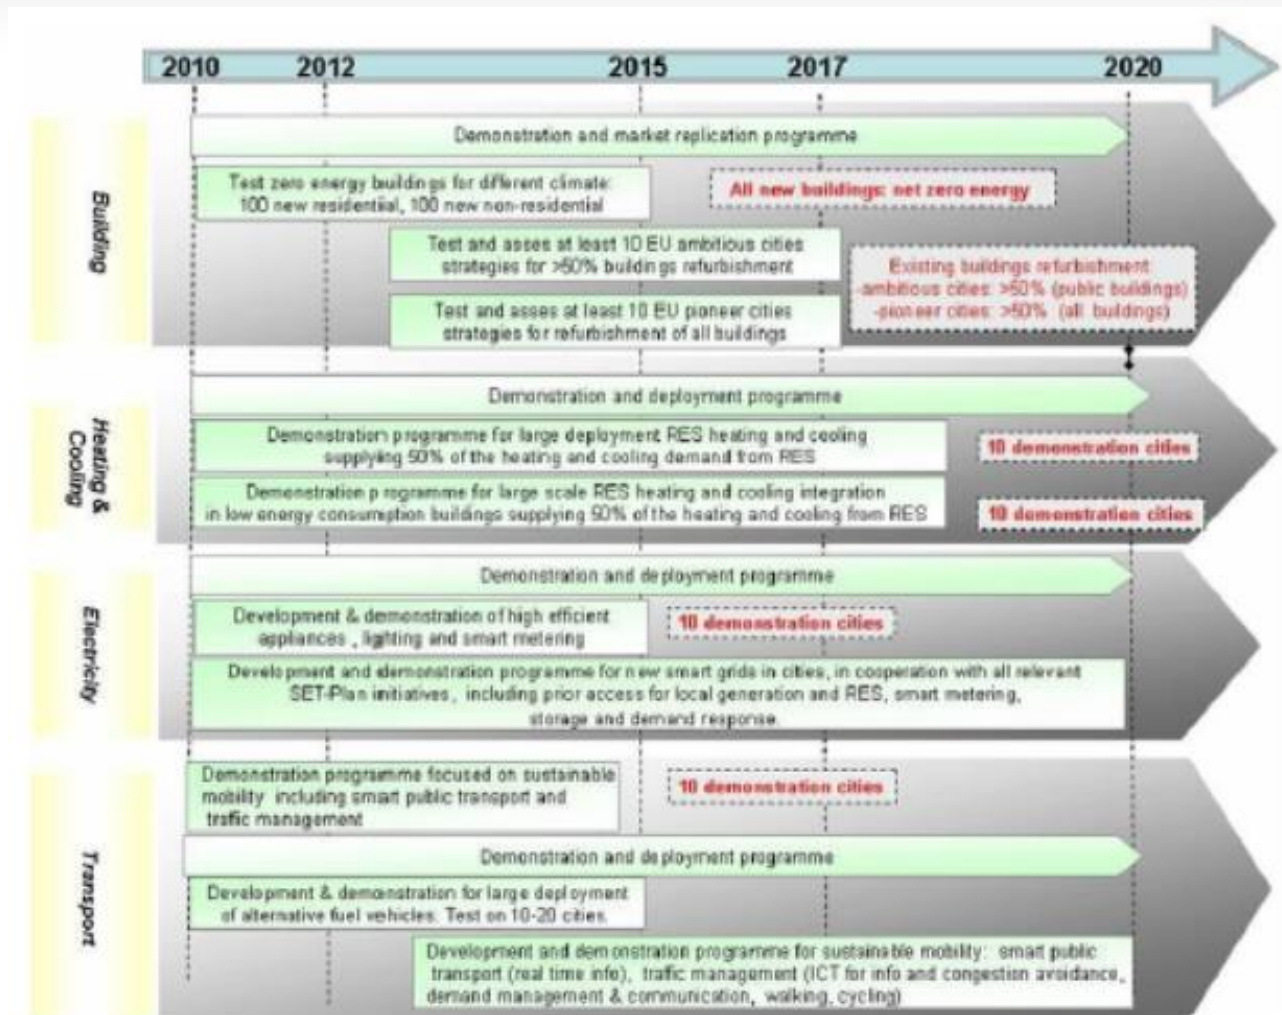 2010 2012 2015 2017 2020
Building
Demonstration and market replication programme
Test zero energy buildings for different climate:
100 new residentiial, 100 new non-residential
All new buildings: net zero energy
Test and asses at least 10 EU ambitious cities
strategies for >50% buildings refurbishment
Existing buildings refurbishment
-ambitious cities: >50% (public buildings)
-pioneer cities: >50% (all buildings)
Test and asses at least 10 EU pioneer cities
strategies for refurbishment of all buildings
Heating &
Cooling
Demonstration and deployment programme
Demonstration programme for large deployment RES heating and cooling
supplying 50% of the heating and cooling demand from RES
10 demonstration cities
Demonstration programme for large scale RES heating and cooling integration
in low energy consumption buildings supplying 50% of the heating and cooling from RES
10 demonstration cities
Electricity
Demonstration and deployment programme
Development & demonstration of high efficient
appliances , lighting and smart metering
10 demonstration cities
Development and demonstration programme for new smart grids in cities, in cooperation with all relevant
SET-Plan initiatives, including prior access for local generation and RES, smart metering,
storage and demand response.
Transport
Demonstration programme focused on sustainable
mobility including smart public transport and
traffic management
10 demonstration cities
Demonstration and deployment programme
Development & demonstration for large deployment
of alternative fuel vehicles. Test on 10-20 cities.
Development and demonstration programme for sustainable mobility: smart public
transport (real time info), traffic management (ICT for info and congestion avoidance,
demand management & communication, walking, cycling)